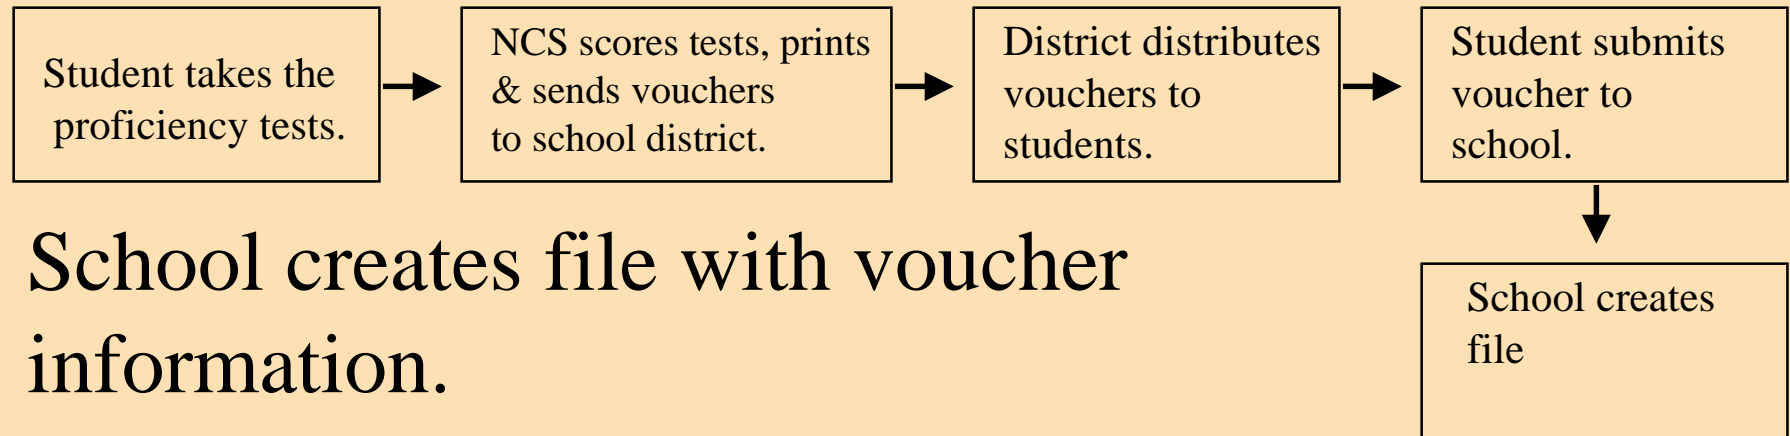 Student takes the
proficiency tests.
NCS scores tests, prints
& sends vouchers
to school district.
District distributes
vouchers to
students.
Student submits
voucher to
school.
School creates file with voucher
information.
School creates
file